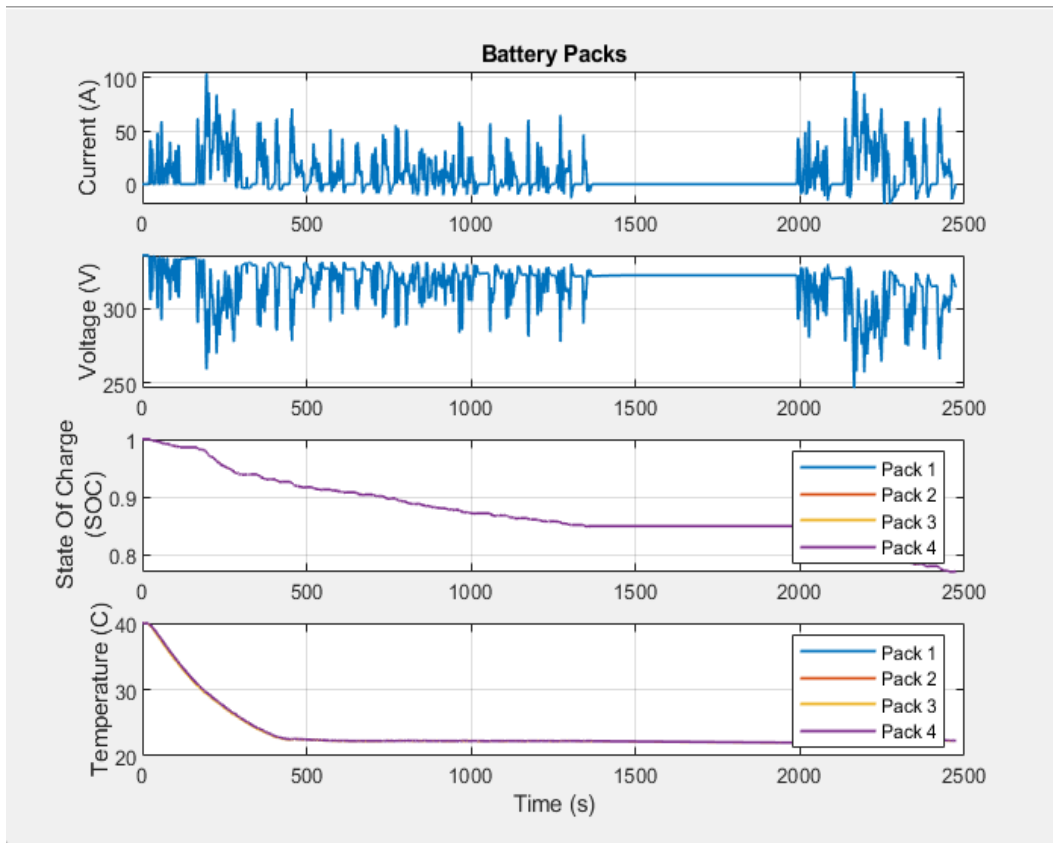 Battery Packs
Current (A)
100
50
0
0
500
1000
1500
2000
2500
Voltage (V)
300
250
0
500
1000
1500
2000
2500
State Of Charge
(SOC)
1
0.9
0.8
Pack 1
Pack 2
Pack 3
Pack 4
0
500
1000
1500
2000
2500
Temperature (C)
40
30
20
Pack 1
Pack 2
Pack 3
Pack 4
0
500
1000
1500
2000
2500
Time (s)